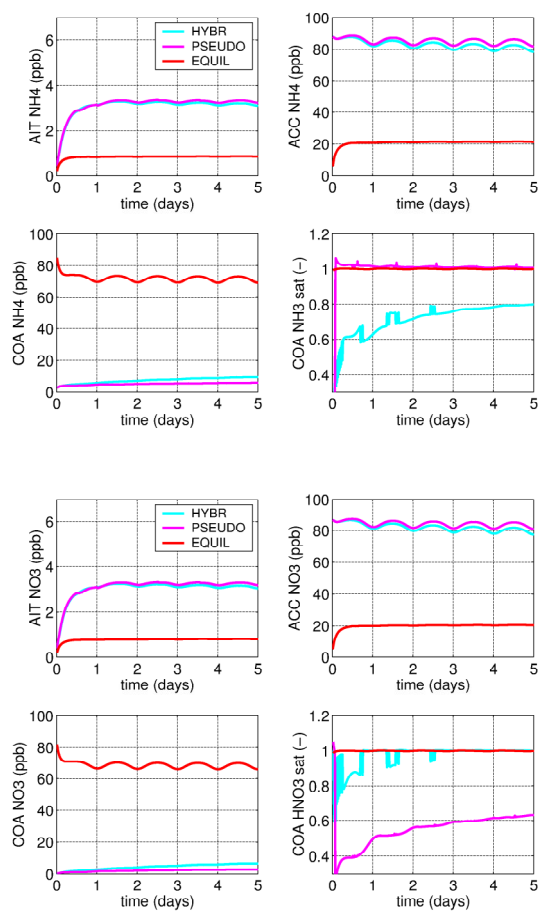 AIT NH4 (ppb)
6
4
2
0
HYBR
PSEUDO
EQUIL
0 1 2 3 4 5
time (days)
ACC NH4 (ppb)
100
80
60
40
20
0
0 1 2 3 4 5
time (days)
COA NH4 (ppb)
100
80
60
40
20
0
0 1 2 3 4 5
time (days)
COA NH3 sat (−)
1.2
1
0.8
0.6
0.4
0 1 2 3 4 5
time (days)
AIT NO3 (ppb)
6
4
2
0
HYBR
PSEUDO
EQUIL
0 1 2 3 4 5
time (days)
ACC NO3 (ppb)
100
80
60
40
20
0
0 1 2 3 4 5
time (days)
COA NO3 (ppb)
100
80
60
40
20
0
0 1 2 3 4 5
time (days)
COA HNO3 sat (−)
1.2
1
0.8
0.6
0.4
0 1 2 3 4 5
time (days)